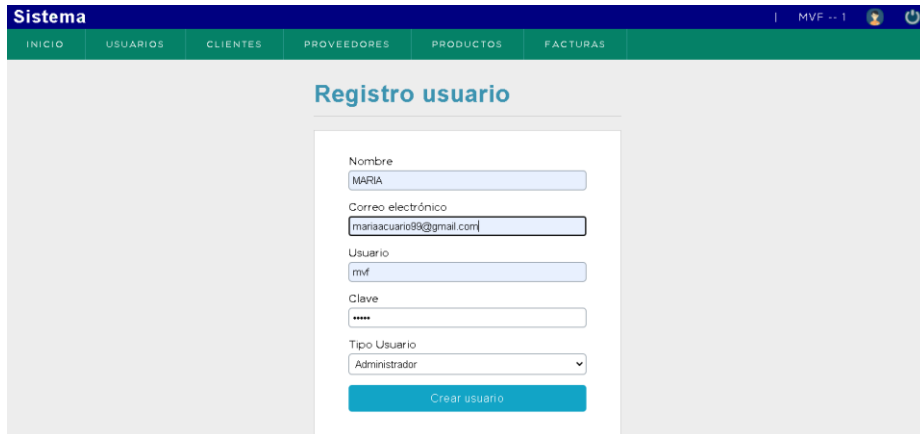 Sistema
| MVF -- 1
INICIO USUARIOS CLIENTES PROVEEDORES PRODUCTOS FACTURAS
Registro usuario
Nombre
MARIA
Correo electrónico
mariaacuario99@gmail.com
Usuario
mvf
Clave
•••••
Tipo Usuario
Administrador
Crear usuario